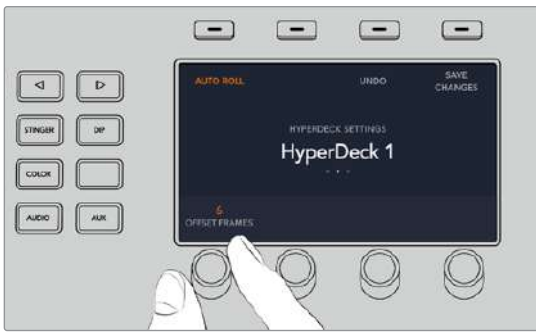 AUTO ROLL
UNDO
SAVE
CHANGES
STINGER
DIP
HYPERDECK SETTINGS
HyperDeck 1
COLOR
AUDIO
AUX
6
OFFSET FRAMES